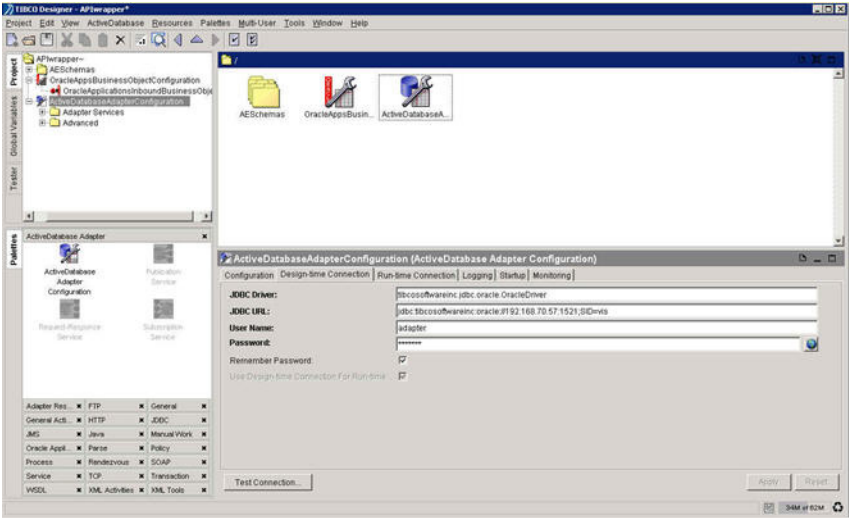 TIBCO Designer - APIwrapper*
Project Edit View ActiveDatabase Resources Palettes Multi-User Tools Window Help
Project
Global Variables
Tester
APIwrapper~
AESchemas
OracleAppsBusinessObjectConfiguration
OracleApplicationsInboundBusinessObje
ActiveDatabaseAdapterConfiguration
Adapter Services
Advanced
/
AESchemas OracleAppsBusin... ActiveDatabaseA...
Palettes
ActiveDatabase Adapter
ActiveDatabase Adapter Configuration
Publication Service
Request-Response Service
Subscription Service
Adapter Res... FTP General
General Acti... HTTP JDBC
JMS Java Manual Work
Oracle Appl... Parse Policy
Process Rendezvous SOAP
Service TCP Transaction
WSDL XML Activities XML Tools
ActiveDatabaseAdapterConfiguration (ActiveDatabase Adapter Configuration)
Configuration Design-time Connection Run-time Connection Logging Startup Monitoring
JDBC Driver: tibcosoftwareinc.jdbc.oracle.OracleDriver
JDBC URL: jdbc:tibcosoftwareinc:oracle://192.168.70.57:1521;SID=vis
User Name: adapter
Password: *******
Remember Password:
Use Design-time Connection For Run-time
Test Connection...
Apply Reset
34M of 82M